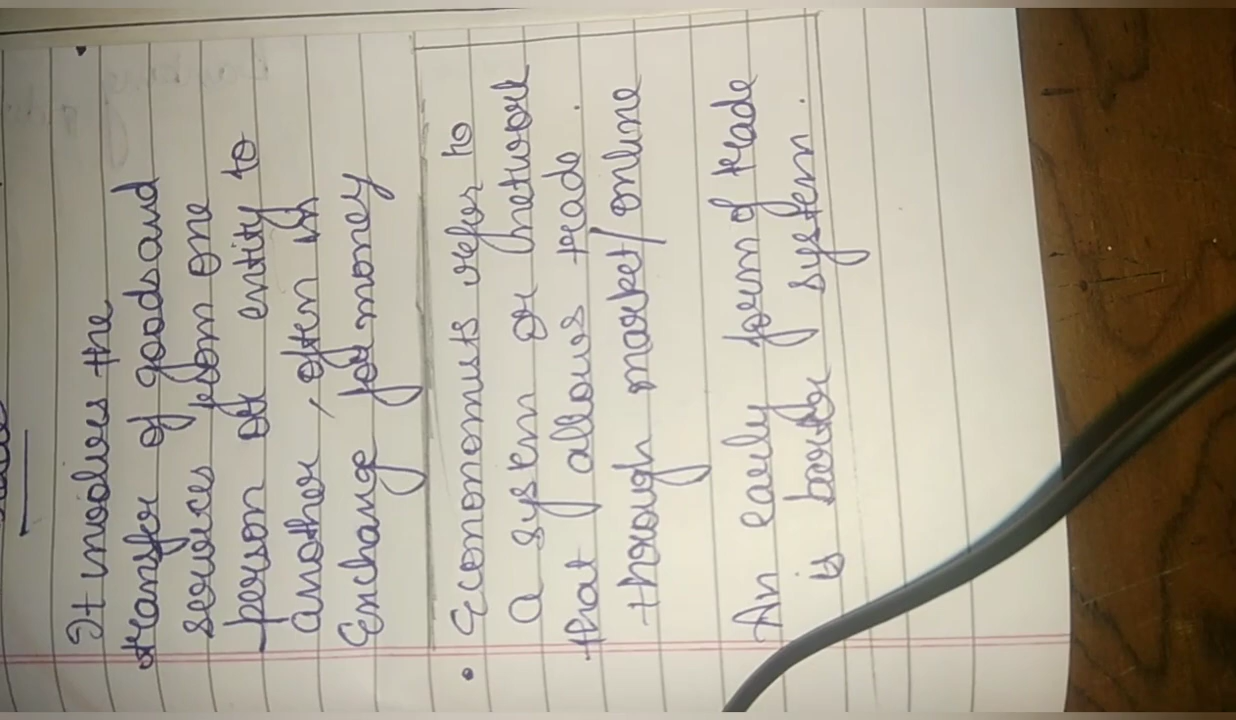 It involves the
transfer of goods and
services from one
person or entity to
another, often in
Enchange for money
Econonomists refer to
a system or network
that allows trade.
through market/online
An early form of trade
is barter system.